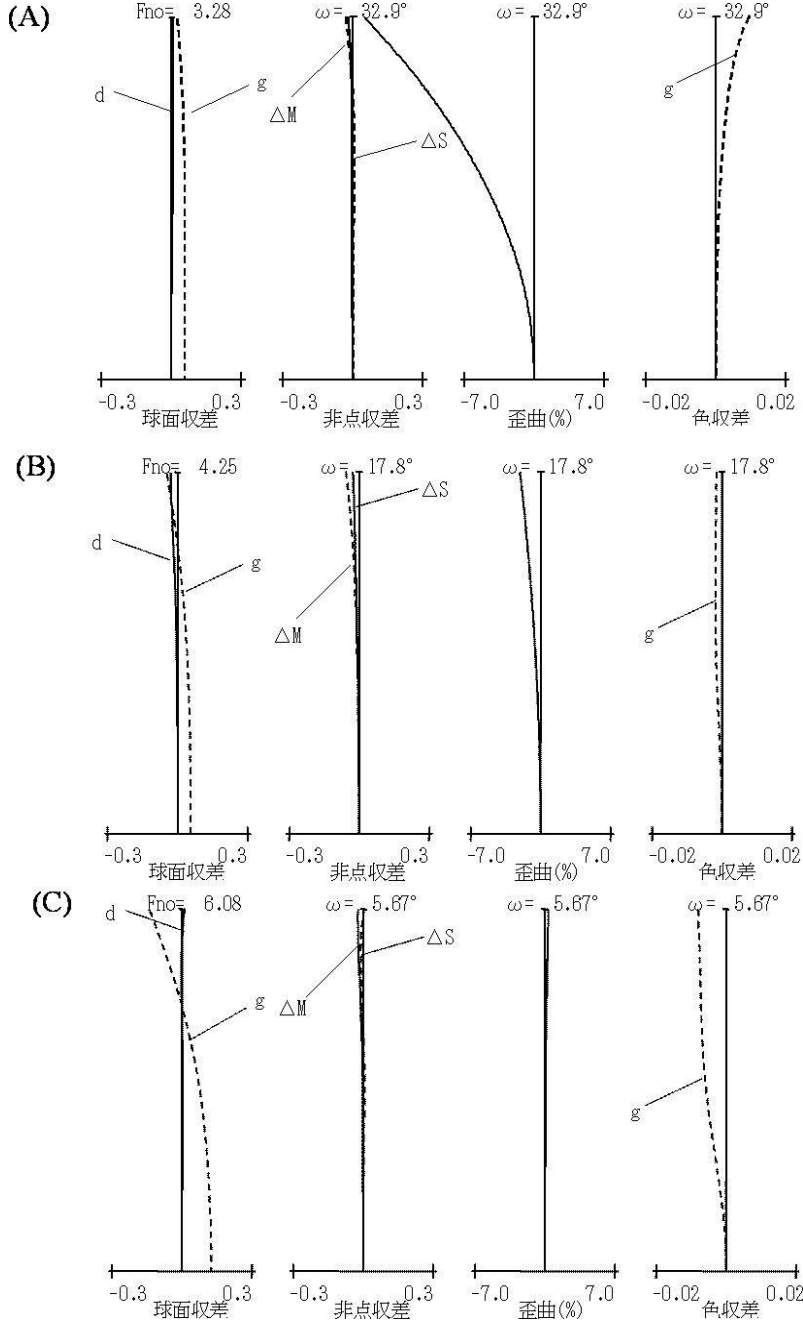 (A)
Fno= 3.28 ω= 32.9° ω= 32.9° ω= 32.9°
d g ΔM ΔS g
-0.3 0.3 -0.3 0.3 -7.0 7.0 -0.02 0.02
球面収差 非点収差 歪曲(%) 色収差
(B)
Fno= 4.25 ω= 17.8° ω= 17.8° ω= 17.8°
d g ΔS ΔM g
-0.3 0.3 -0.3 0.3 -7.0 7.0 -0.02 0.02
球面収差 非点収差 歪曲(%) 色収差
(C)
Fno= 6.08 ω= 5.67° ω= 5.67° ω= 5.67°
d g ΔM ΔS g
-0.3 0.3 -0.3 0.3 -7.0 7.0 -0.02 0.02
球面収差 非点収差 歪曲(%) 色収差